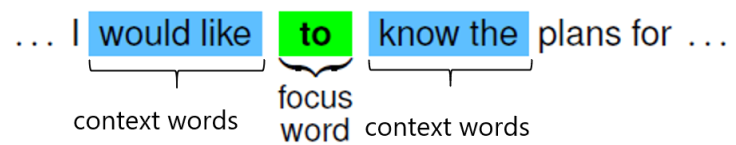 ... I would like to know the plans for ...
context words
focus
word
context words